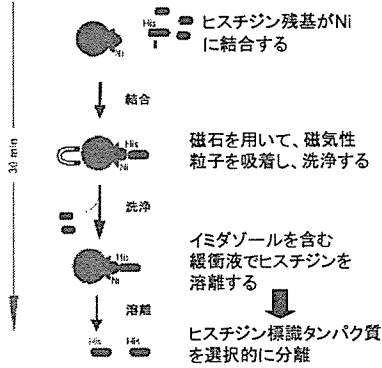 His
Ni
ヒスチジン残基がNi
に結合する
結合
30 min
His
Ni
磁石を用いて、磁気性
粒子を吸着し、洗浄する
洗浄
His
Ni
イミダゾールを含む
緩衝液でヒスチジンを
溶離する
溶離
His His
ヒスチジン標識タンパク質
を選択的に分離